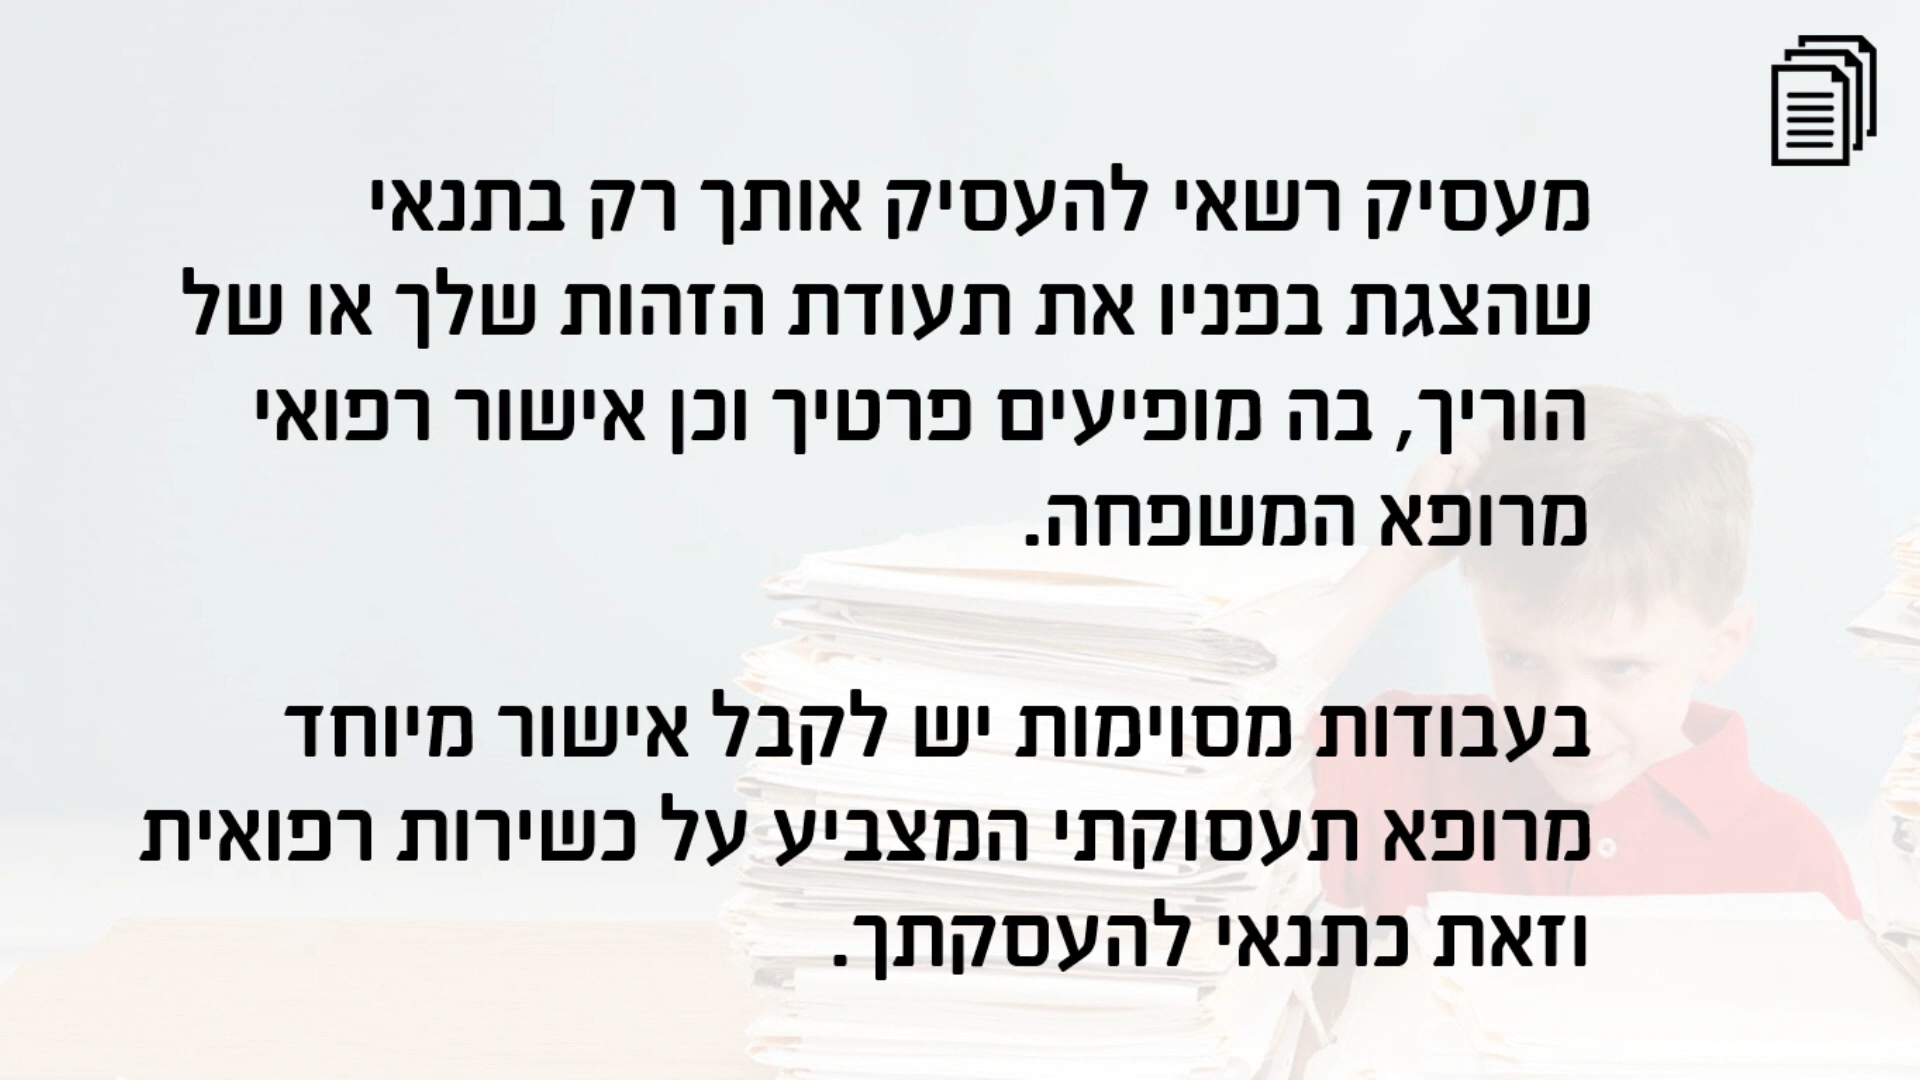 מעסיק רשאי להעסיק אותך רק בתנאי
שהצגת בפניו את תעודת הזהות שלך או של
הוריך, בה מופיעים פרטיך וכן אישור רפואי
מרופא המשפחה.
בעבודות מסוימות יש לקבל אישור מיוחד
מרופא תעסוקתי המצביע על כשירות רפואית
וזאת כתנאי להעסקתך.